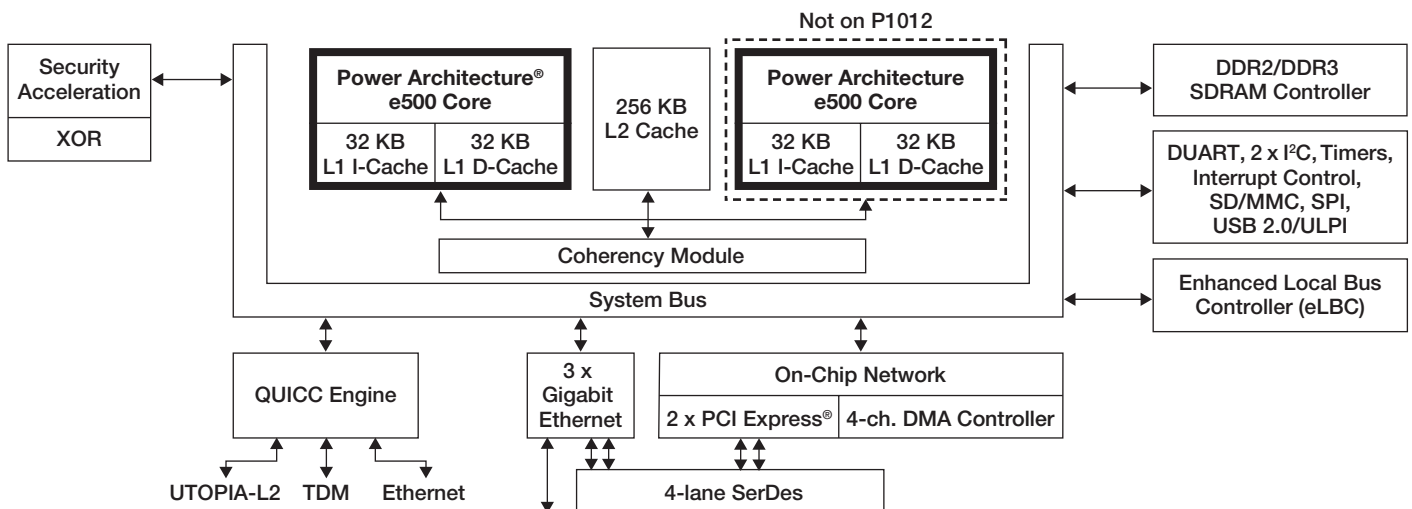 Not on P1012
Security
Acceleration
XOR
Power Architecture®
e500 Core
32 KB
L1 I-Cache
32 KB
L1 D-Cache
256 KB
L2 Cache
Power Architecture
e500 Core
32 KB
L1 I-Cache
32 KB
L1 D-Cache
Coherency Module
System Bus
DDR2/DDR3
SDRAM Controller
DUART, 2 x I²C, Timers,
Interrupt Control,
SD/MMC, SPI,
USB 2.0/ULPI
Enhanced Local Bus
Controller (eLBC)
QUICC Engine
UTOPIA-L2
TDM
Ethernet
3 x
Gigabit
Ethernet
On-Chip Network
2 x PCI Express®
4-ch. DMA Controller
4-lane SerDes